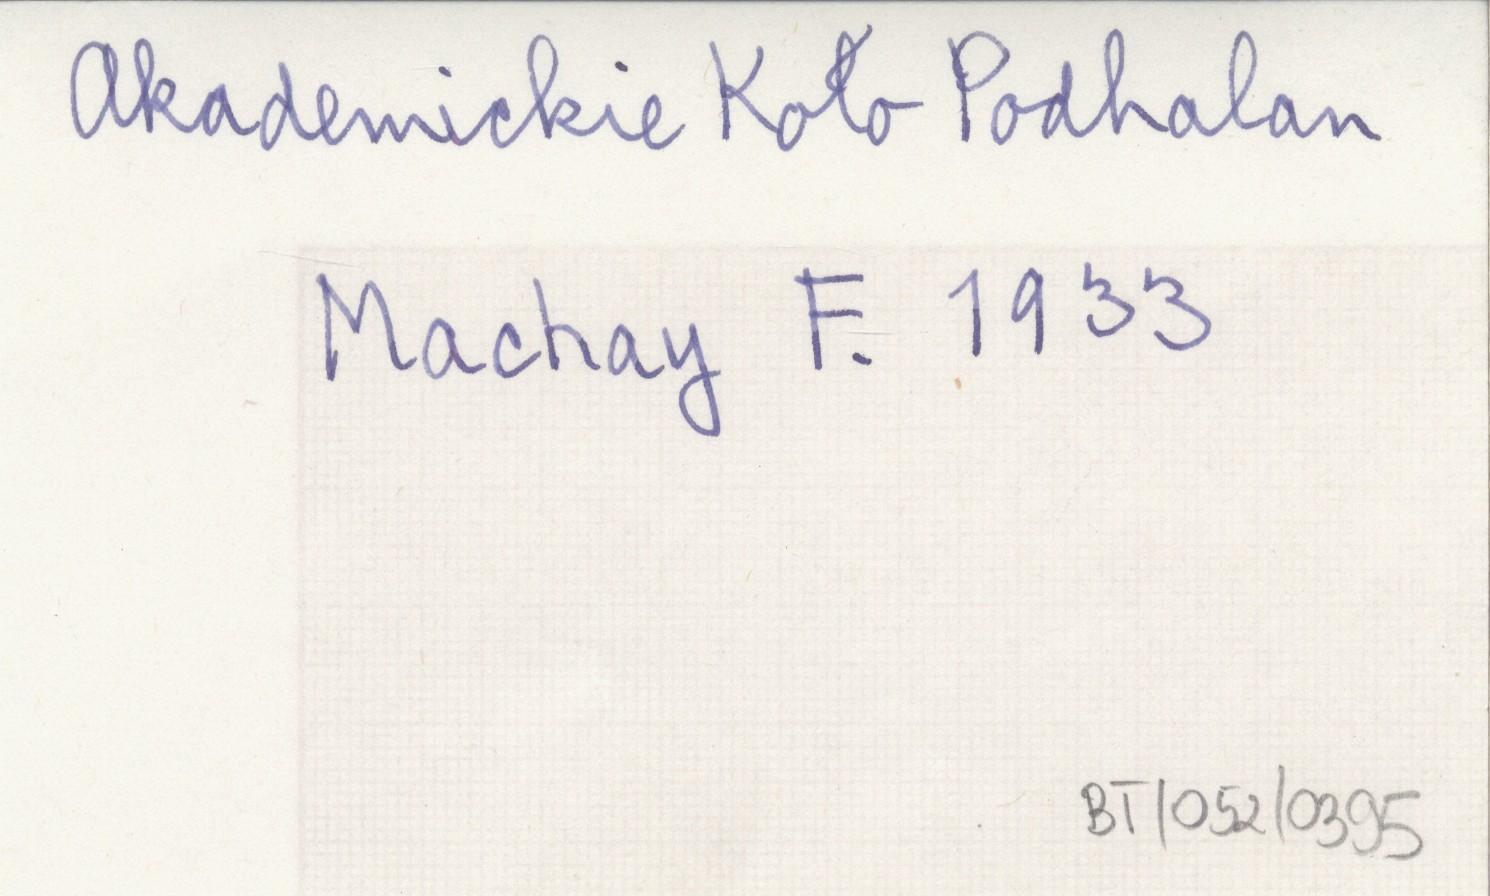 Akademickie Koło Podhalan
Machay F. 1933
BT/052/0395